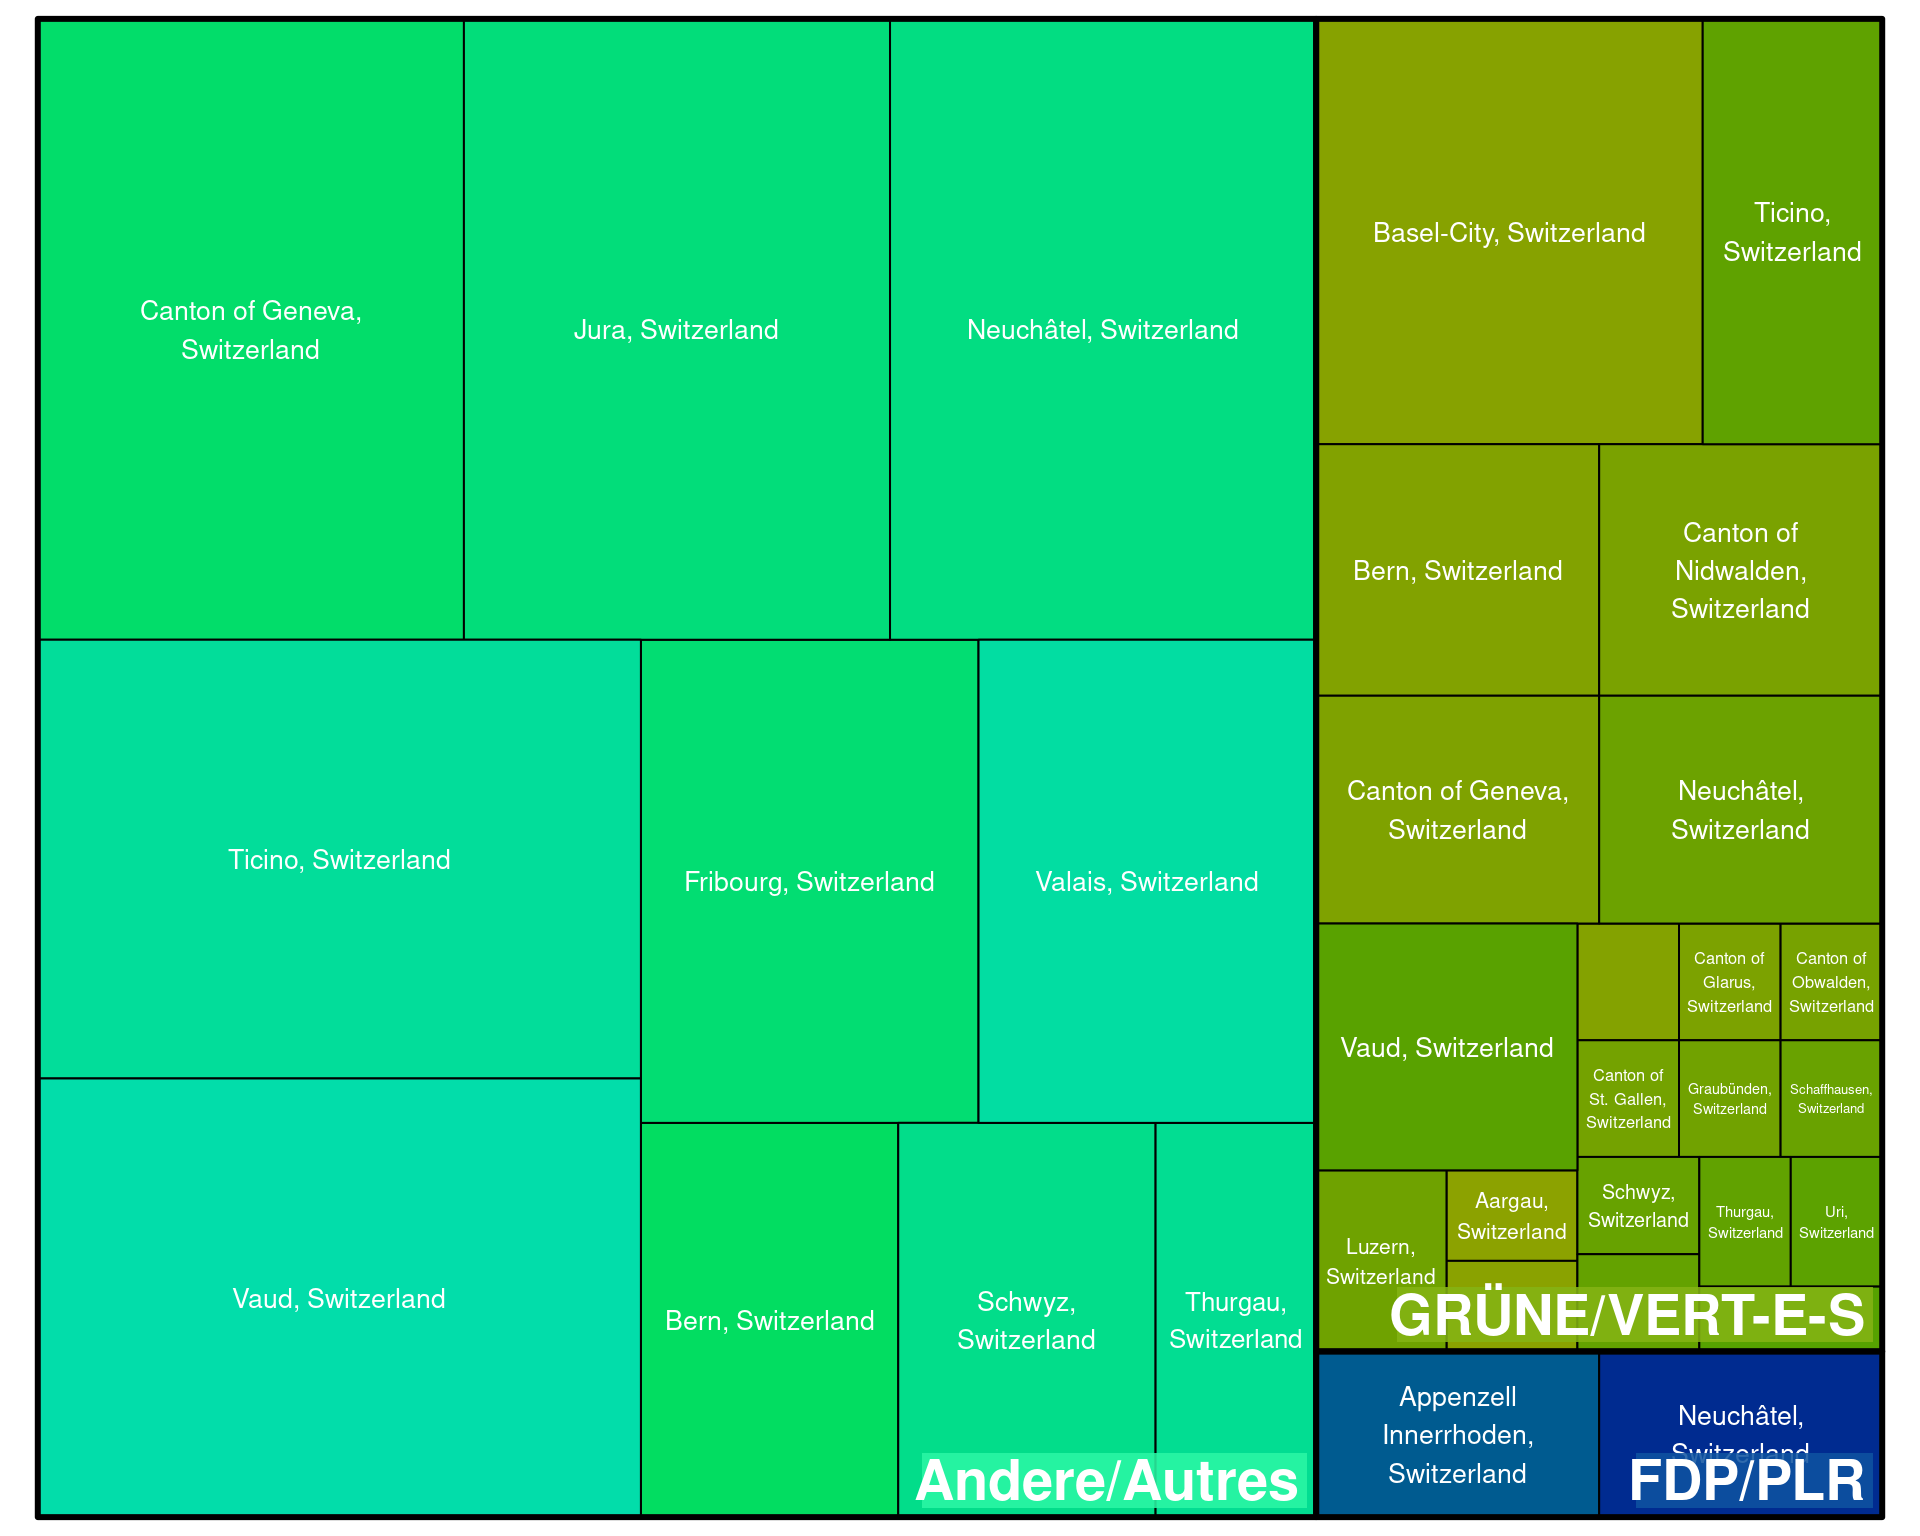 Canton of Geneva,
Switzerland
Jura, Switzerland
Neuchâtel, Switzerland
Ticino, Switzerland
Fribourg, Switzerland
Valais, Switzerland
Vaud, Switzerland
Bern, Switzerland
Schwyz,
Switzerland
Thurgau,
Switzerland
Andere/Autres
Basel-City, Switzerland
Ticino,
Switzerland
Bern, Switzerland
Canton of
Nidwalden,
Switzerland
Canton of Geneva,
Switzerland
Neuchâtel,
Switzerland
Vaud, Switzerland
Canton of
Glarus,
Switzerland
Canton of
Obwalden,
Switzerland
Canton of
St. Gallen,
Switzerland
Graubünden,
Switzerland
Schaffhausen,
Switzerland
Luzern,
Switzerland
Aargau,
Switzerland
Schwyz,
Switzerland
Thurgau,
Switzerland
Uri,
Switzerland
GRÜNE/VERT-E-S
Appenzell
Innerrhoden,
Switzerland
Neuchâtel,
Switzerland
FDP/PLR